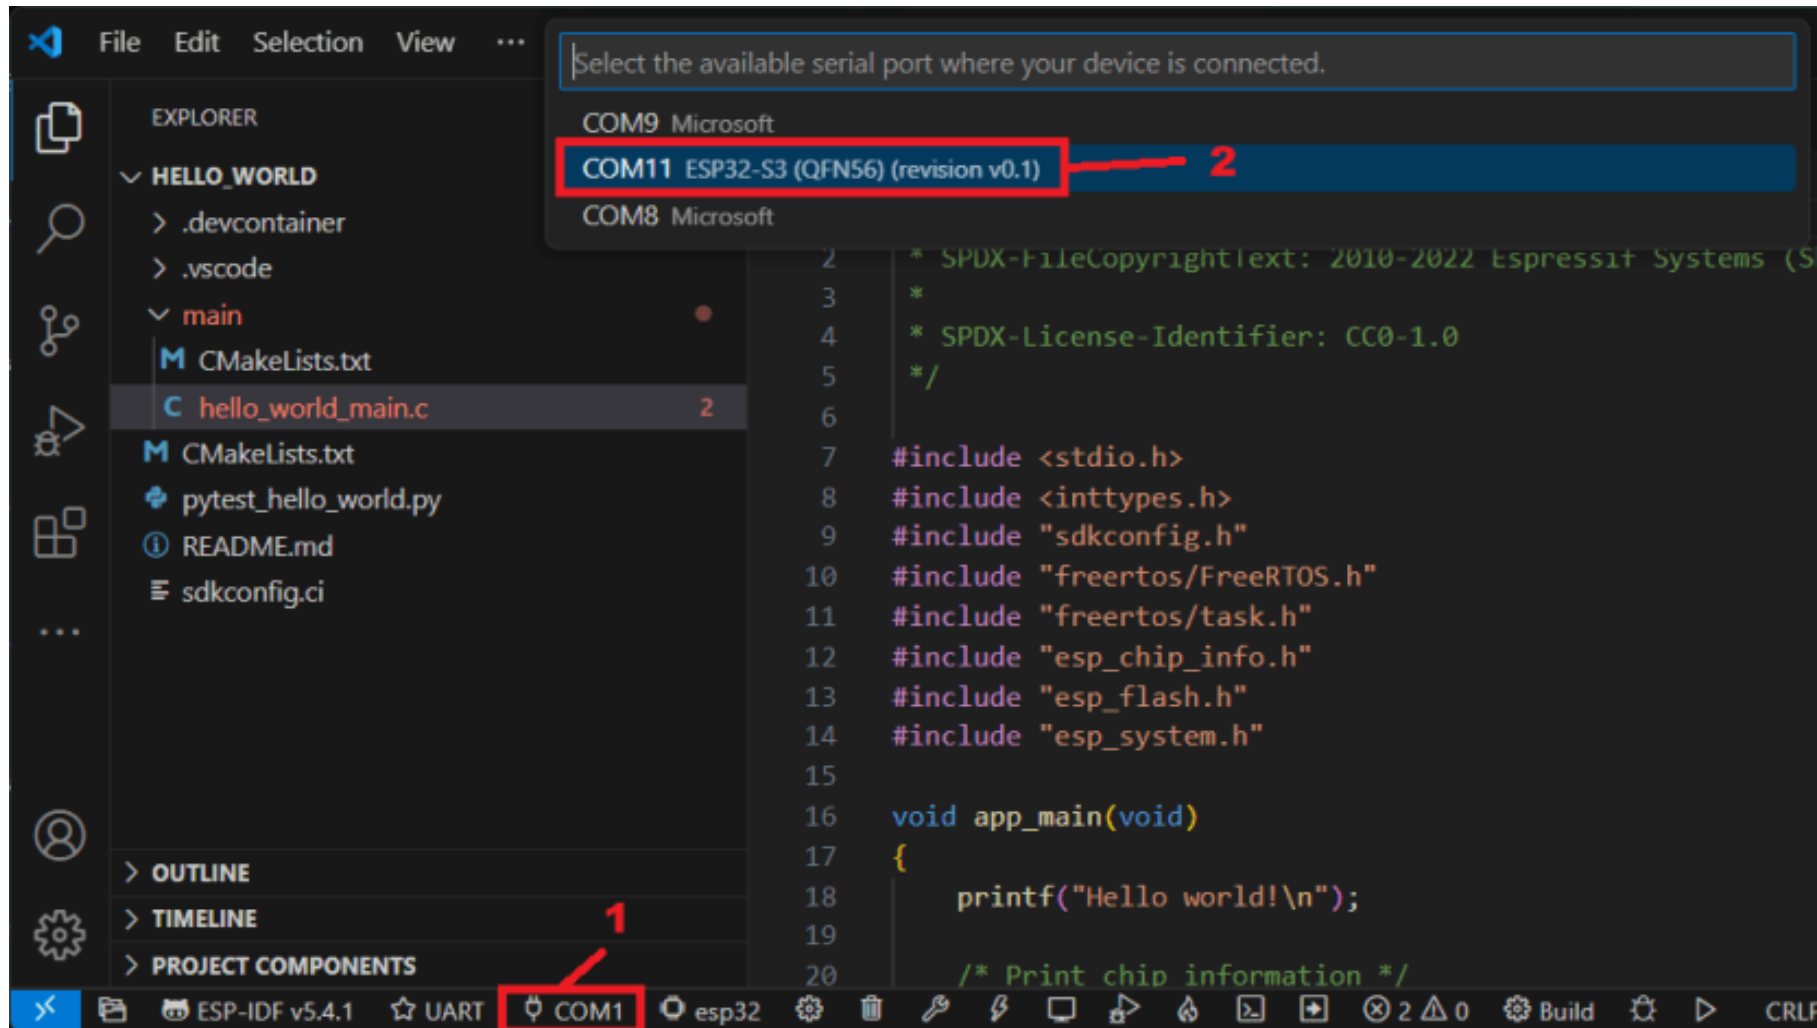 File Edit Selection View ...
Select the available serial port where your device is connected.
COM9 Microsoft
COM11 ESP32-S3 (QFN56) (revision v0.1)
2
COM8 Microsoft
EXPLORER
HELLO_WORLD
.devcontainer
.vscode
main
M CMakeLists.txt
C hello_world_main.c 2
M CMakeLists.txt
pytest_hello_world.py
README.md
sdkconfig.ci
OUTLINE
TIMELINE
PROJECT COMPONENTS
2 * SPDX-FileCopyrightText: 2010-2022 Espressif Systems (S
3 *
4 * SPDX-License-Identifier: CC0-1.0
5 */
6
7 #include <stdio.h>
8 #include <inttypes.h>
9 #include "sdkconfig.h"
10 #include "freertos/FreeRTOS.h"
11 #include "freertos/task.h"
12 #include "esp_chip_info.h"
13 #include "esp_flash.h"
14 #include "esp_system.h"
15
16 void app_main(void)
17 {
18 printf("Hello world!\n");
19
20 /* Print chip information */
1
ESP-IDF v5.4.1 UART COM1 esp32 2 0 Build CRLF